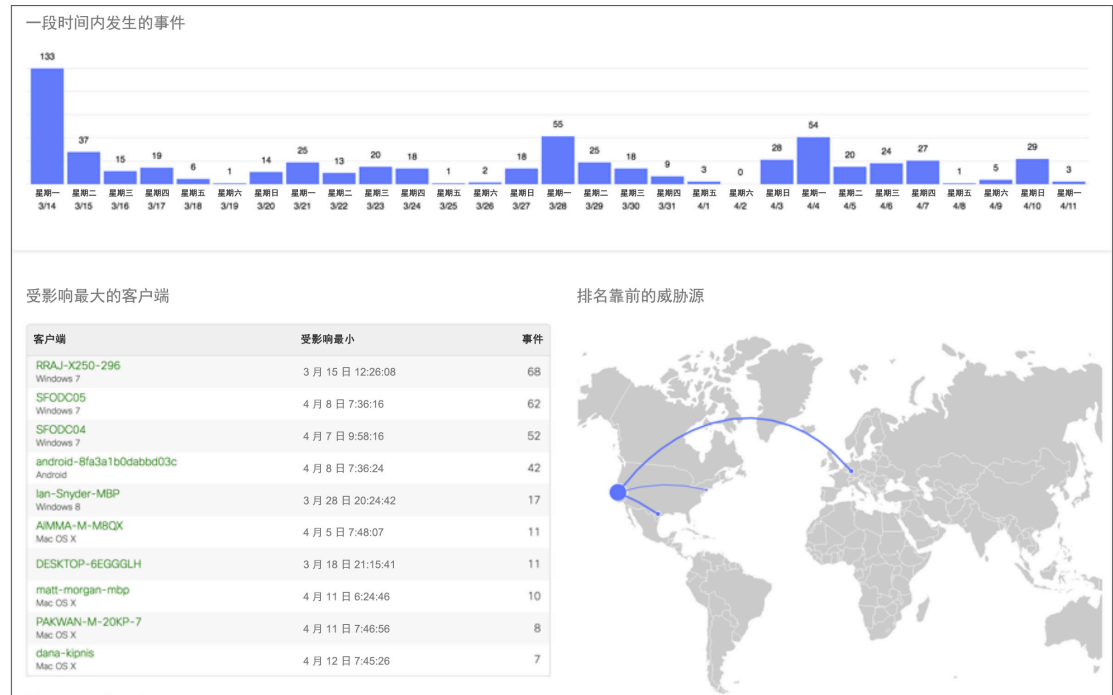 一段时间内发生的事件
133 37 15 19 6 1 14 25 13 20 18 1 2 18 55 25 18 9 3 0 28 54 20 24 27 1 5 29 3
星期一 星期二 星期三 星期四 星期五 星期六 星期日 星期一 星期二 星期三 星期四 星期五 星期六 星期日 星期一 星期二 星期三 星期四 星期五 星期六 星期日 星期一 星期二 星期三 星期四 星期五 星期六 星期日 星期一
3/14 3/15 3/16 3/17 3/18 3/19 3/20 3/21 3/22 3/23 3/24 3/25 3/26 3/27 3/28 3/29 3/30 3/31 4/1 4/2 4/3 4/4 4/5 4/6 4/7 4/8 4/9 4/10 4/11
受影响最大的客户端
客户端 受影响最小 事件
RRAJ-X250-296 3 月 15 日 12:26:08 68
Windows 7
SFODC05 4 月 8 日 7:36:16 62
Windows 7
SFODC04 4 月 7 日 9:58:16 52
Windows 7
android-8fa3a1b0dabbd03c 4 月 8 日 7:36:24 42
Android
Ian-Snyder-MBP 3 月 28 日 20:24:42 17
Windows 8
AIMMA-M-M8QX 4 月 5 日 7:48:07 11
Mac OS X
DESKTOP-6EGGGLH 3 月 18 日 21:15:41 11
matt-morgan-mbp 4 月 11 日 6:24:46 10
Mac OS X
PAKWAN-M-20KP-7 4 月 11 日 7:46:56 8
Mac OS X
dana-kipnis 4 月 12 日 7:45:26 7
Mac OS X
排名靠前的威胁源